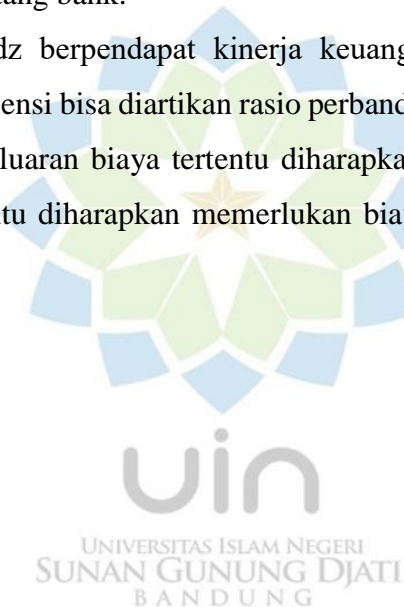 tang bank.
dz berpendapat kinerja keuang
ensi bisa diartikan rasio perband
luaran biaya tertentu diharapka
tu diharapkan memerlukan bia
uin
UNIVERSITAS ISLAM NEGERI
SUNAN GUNUNG DJATI
BANDUNG